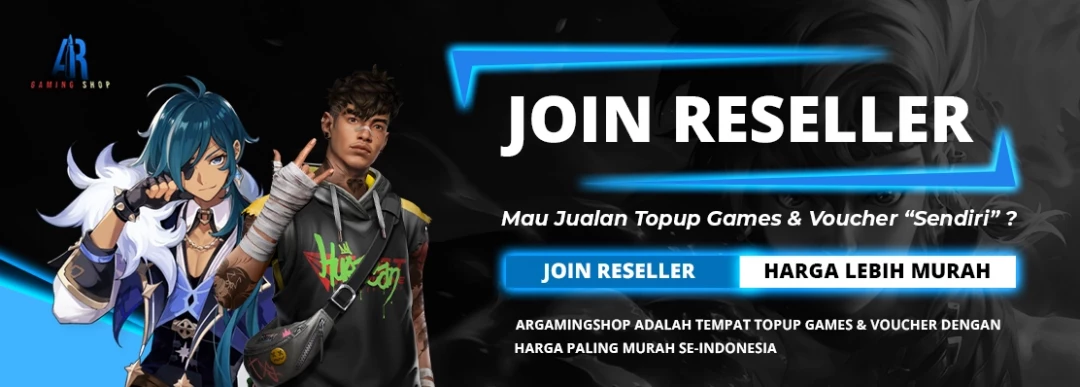 AR
GAMING SHOP
JOIN RESELLER
Mau Jualan Topup Games & Voucher “Sendiri” ?
JOIN RESELLER
HARGA LEBIH MURAH
ARGAMINGSHOP ADALAH TEMPAT TOPUP GAMES & VOUCHER DENGAN
HARGA PALING MURAH SE-INDONESIA